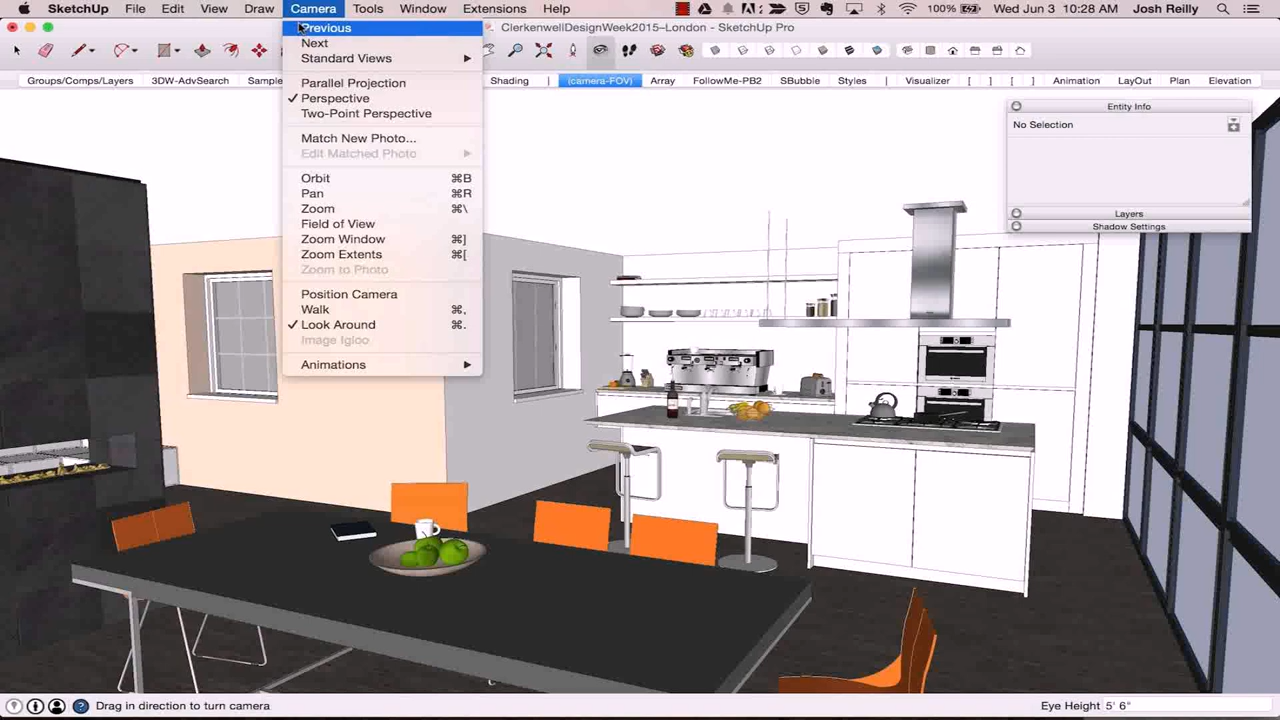 SketchUp File Edit View Draw Camera Tools Window Extensions Help 5 2 100% Wed Jun 3 10:28 AM Josh Reilly
ClerkenwellDesignWeek2015–London - SketchUp Pro
Groups/Comps/Layers 3DW-AdvSearch Sample Shading | (camera-FOV) Array FollowMe-PB2 SBubble Styles | Visualizer [ ] [ ] Animation LayOut Plan Elevation
Previous
Next
Standard Views
Parallel Projection
✓ Perspective
Two-Point Perspective
Match New Photo...
Edit Matched Photo
Orbit ⌘B
Pan ⌘R
Zoom ⌘\
Field of View
Zoom Window ⌘]
Zoom Extents ⌘[
Zoom to Photo
Position Camera
Walk ⌘,
✓ Look Around ⌘.
Image Igloo
Animations
Entity Info
No Selection
Layers
Shadow Settings
Drag in direction to turn camera
Eye Height 5' 6"